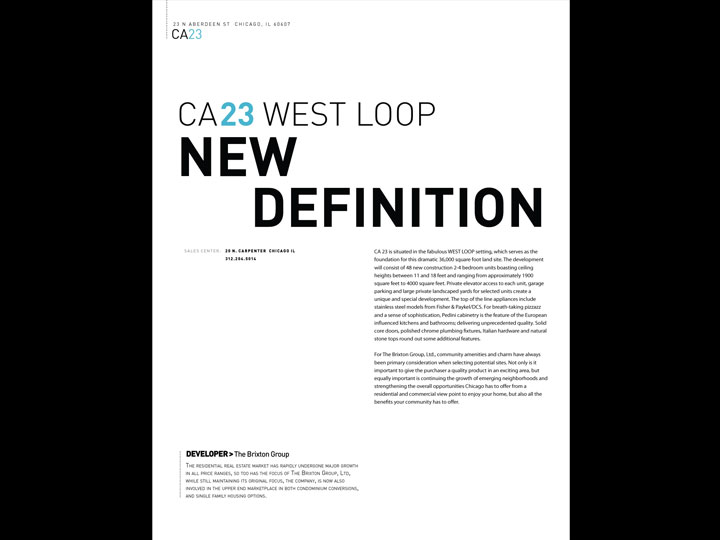 23 N ABERDEEN ST CHICAGO, IL 60607
CA23
CA23 WEST LOOP
NEW
DEFINITION
SALES CENTER: 20 N. CARPENTER CHICAGO IL
312.264.5014
CA 23 is situated in the fabulous WEST LOOP setting, which serves as the
foundation for this dramatic 36,000 square foot land site. The development
will consist of 48 new construction 2-4 bedroom units boasting ceiling
heights between 11 and 18 feet and ranging from approximately 1900
square feet to 4000 square feet. Private elevator access to each unit, garage
parking and large private landscaped yards for selected units create a
unique and special development. The top of the line appliances include
stainless steel models from Fisher & Paykel/DCS. For breath-taking pizzazz
and a sense of sophistication, Pedini cabinetry is the feature of the European
influenced kitchens and bathrooms; delivering unprecedented quality. Solid
core doors, polished chrome plumbing fixtures, Italian hardware and natural
stone tops round out some additional features.
For The Brixton Group, Ltd., community amenities and charm have always
been primary consideration when selecting potential sites. Not only is it
important to give the purchaser a quality product in an exciting area, but
equally important is continuing the growth of emerging neighborhoods and
strengthening the overall opportunities Chicago has to offer from a
residential and commercial view point to enjoy your home, but also all the
benefits your community has to offer.
DEVELOPER > The Brixton Group
The residential real estate market has rapidly undergone major growth
in all price ranges, so too has the focus of The Brixton Group, Ltd,
while still maintaining its original focus, the company, is now also
involved in the upper end marketplace in both condominium conversions,
and single family housing options.